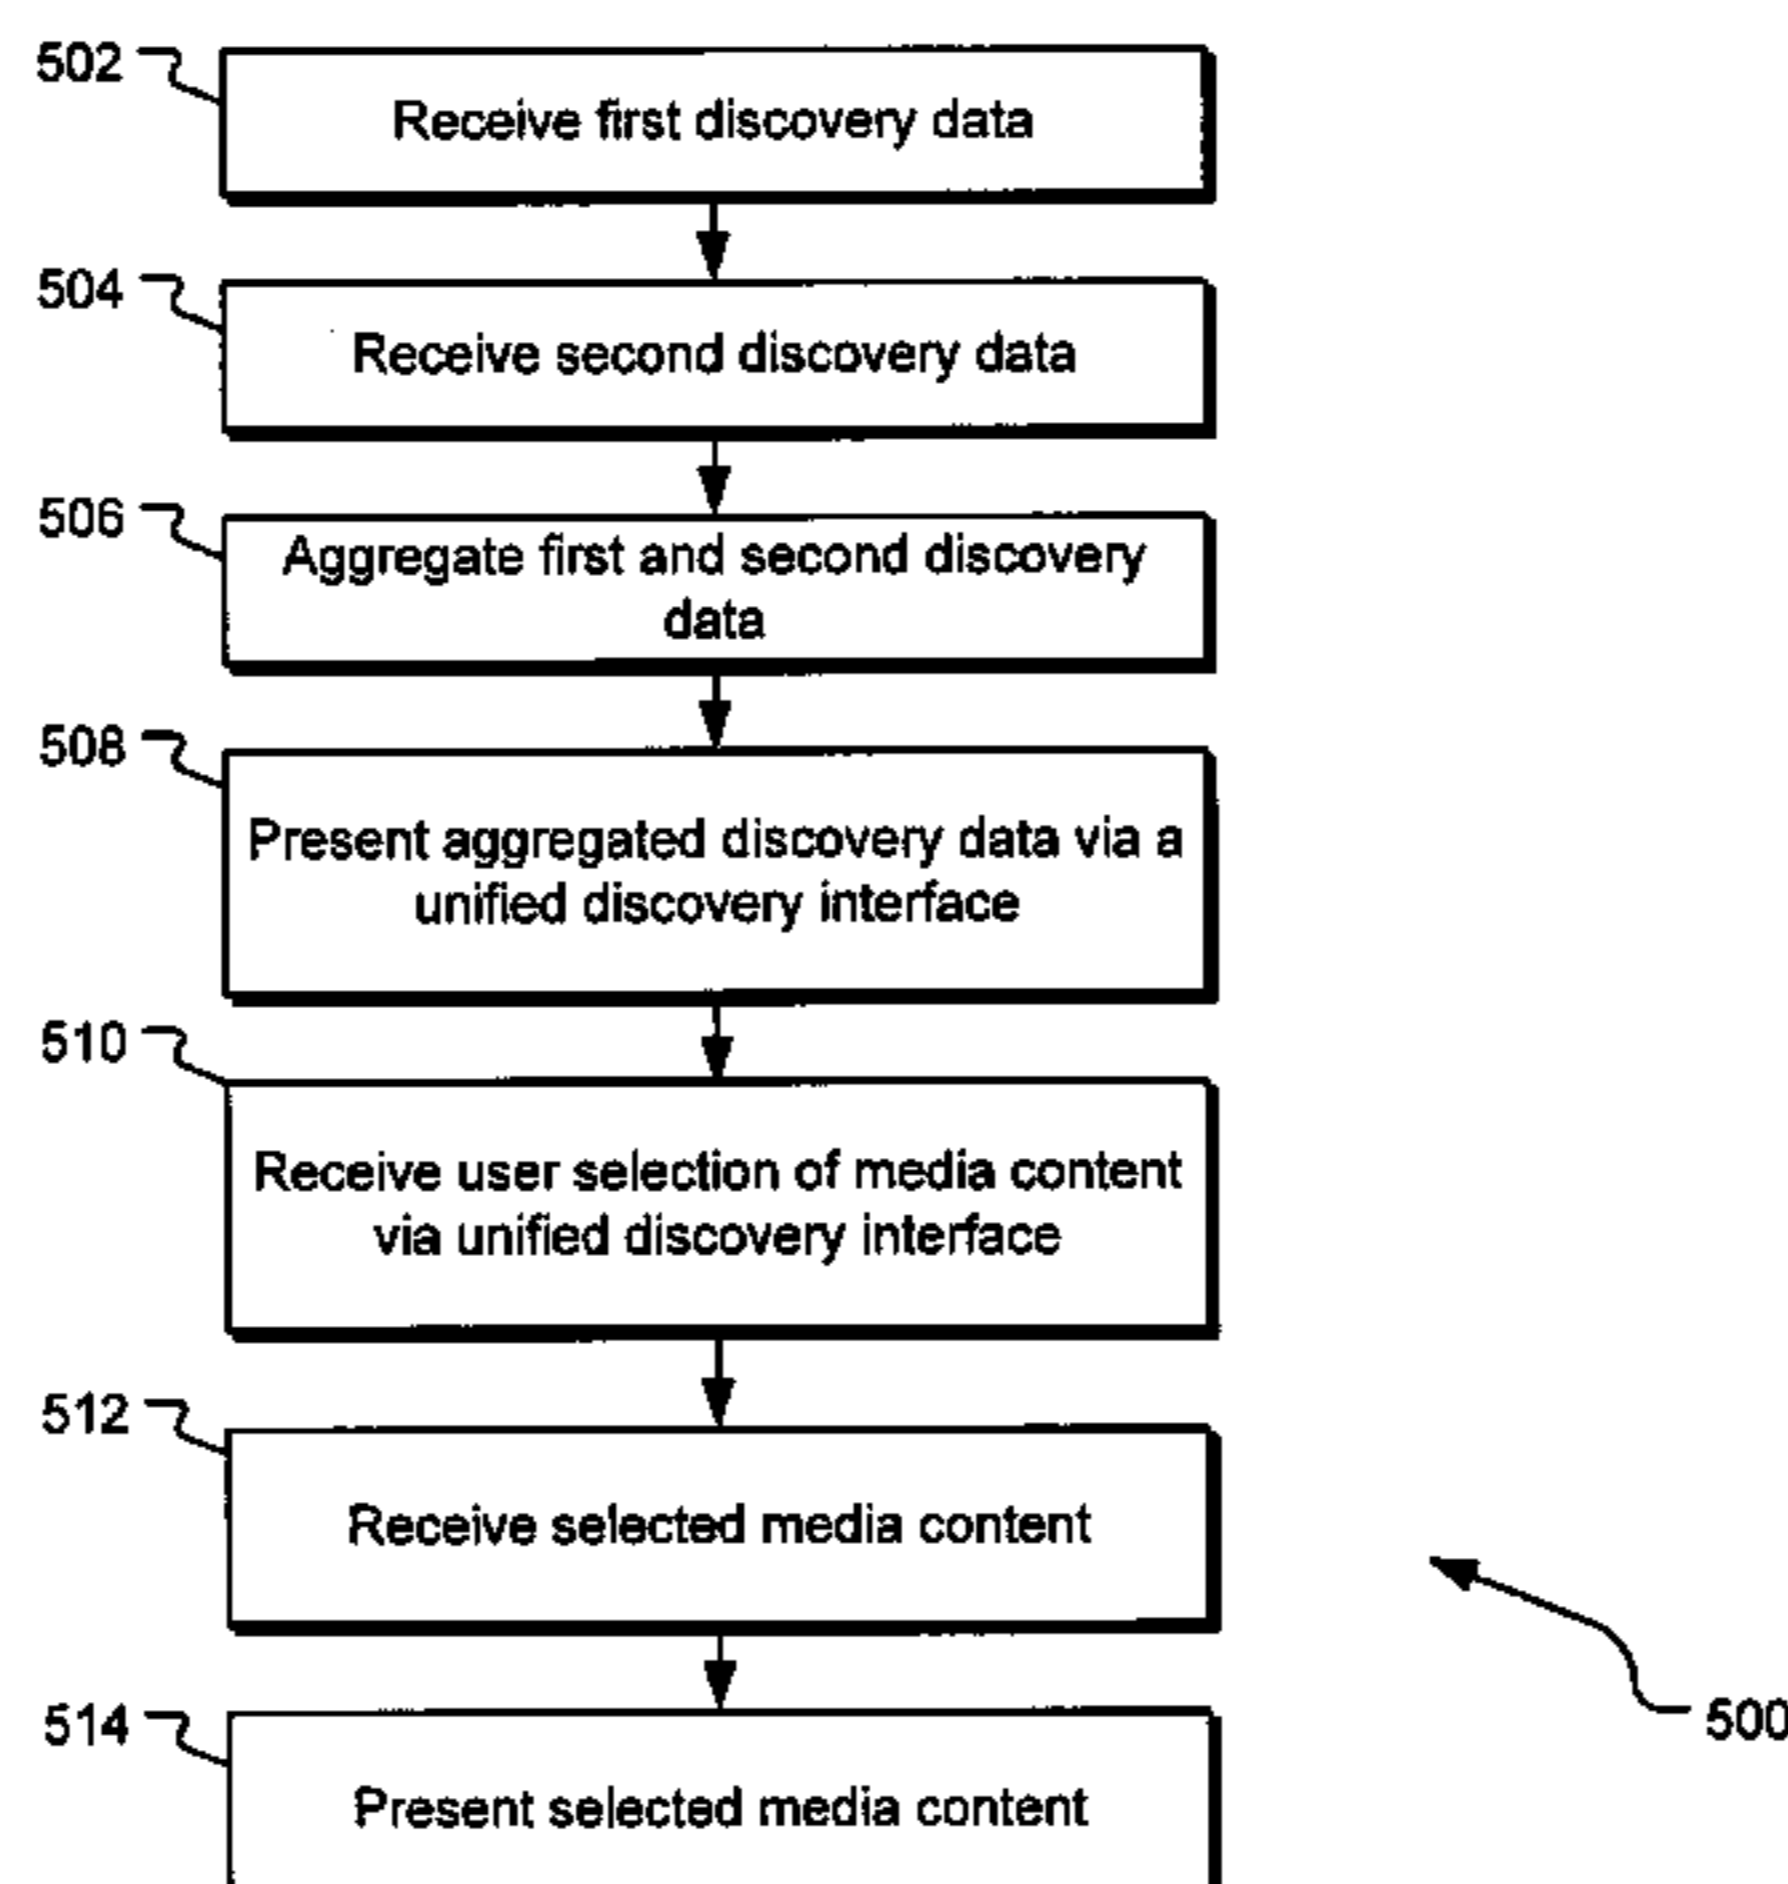 502
Receive first discovery data
504
Receive second discovery data
506
Aggregate first and second discovery
data
508
Present aggregated discovery data via a
unified discovery interface
510
Receive user selection of media content
via unified discovery interface
512
Receive selected media content
514
Present selected media content
500